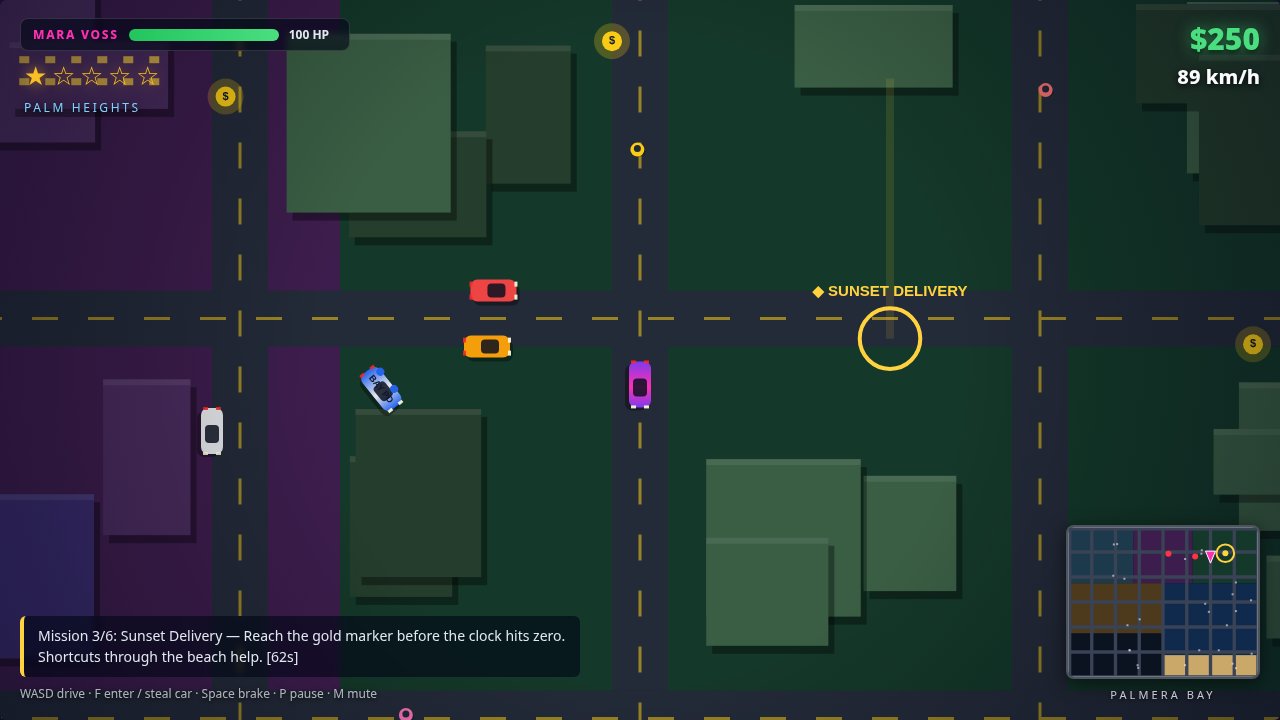 MARA VOSS
100 HP
$250
89 km/h
PALM HEIGHTS
$
$
$
◆ SUNSET DELIVERY
Mission 3/6: Sunset Delivery — Reach the gold marker before the clock hits zero.
Shortcuts through the beach help. [62s]
WASD drive · F enter / steal car · Space brake · P pause · M mute
PALMERA BAY